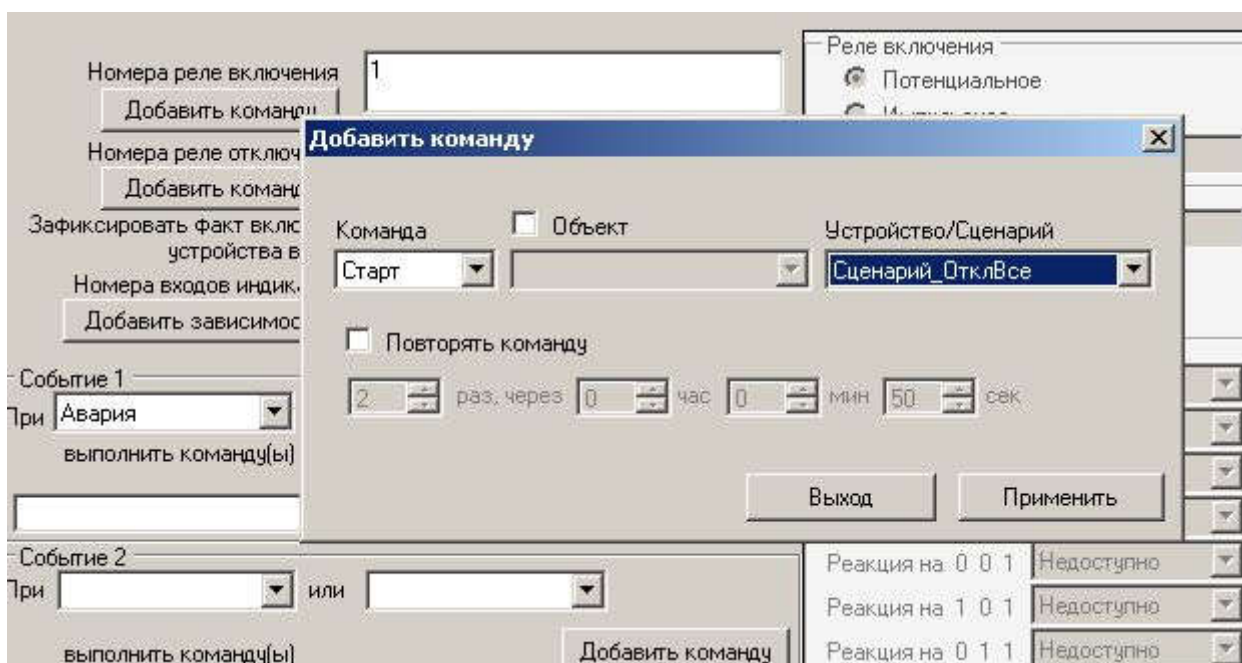 Реле включения
Номера реле включения
1
Потенциальное
Добавить команду
Добавить команду
Номера реле отключ
Добавить команд
Зафиксировать факт вклю
устройства в
Команда
Объект
Устройство/Сценарий
Старт
Сценарий_ОтклВсе
Номера входов индик
Добавить зависимос
Повторять команду
2 раз, через 0 час 0 мин 50 сек
Событие 1
При Авария
выполнить команду(ы)
Выход
Применить
Событие 2
При
или
Реакция на 0 0 1 Недоступно
Реакция на 1 0 1 Недоступно
выполнить команду(ы)
Добавить команду
Реакция на 0 1 1 Недоступно